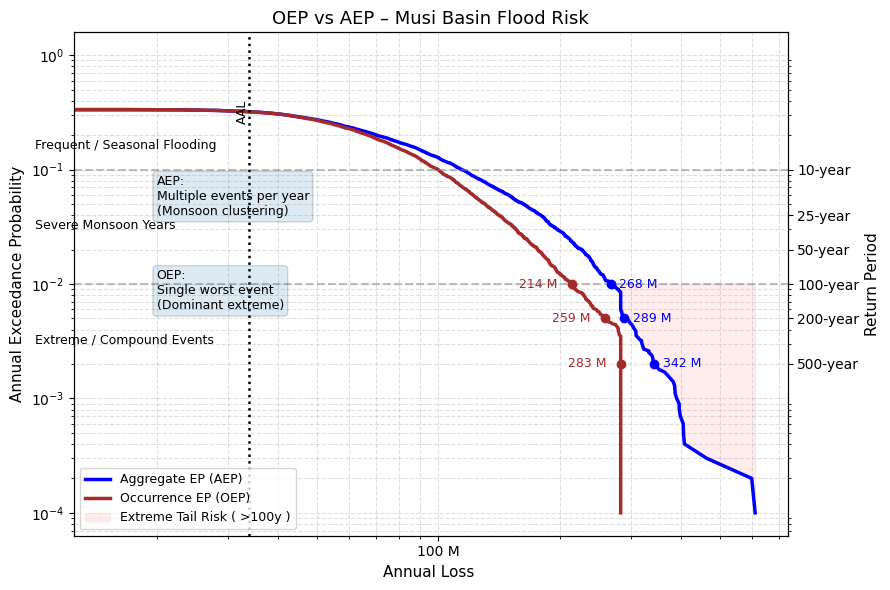 OEP vs AEP – Musi Basin Flood Risk
Annual Exceedance Probability
10⁰
10⁻¹
10⁻²
10⁻³
10⁻⁴
AAL
Frequent / Seasonal Flooding
AEP:
Multiple events per year
(Monsoon clustering)
Severe Monsoon Years
OEP:
Single worst event
(Dominant extreme)
Extreme / Compound Events
214 M
268 M
259 M
289 M
283 M
342 M
10-year
25-year
50-year
100-year
200-year
500-year
Return Period
Aggregate EP (AEP)
Occurrence EP (OEP)
Extreme Tail Risk ( >100y )
100 M
Annual Loss